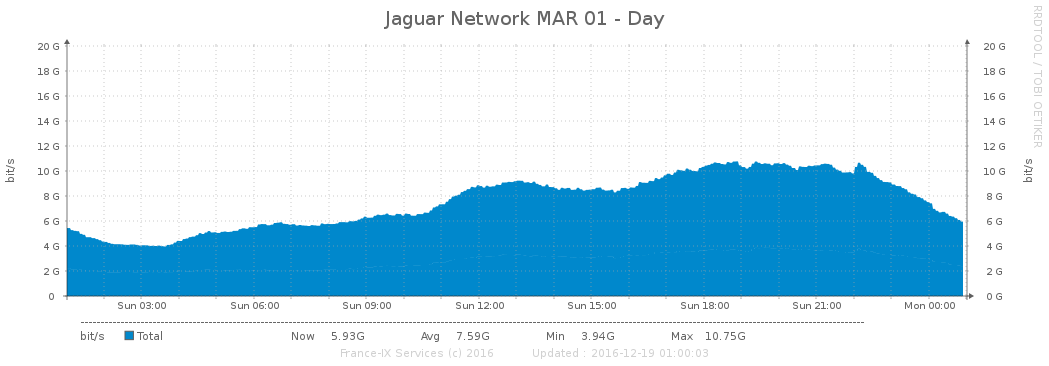 Jaguar Network MAR 01 - Day
RRDTOOL / TOBI OETIKER
20 G 20 G
18 G 18 G
16 G 16 G
14 G 14 G
12 G 12 G
10 G 10 G
8 G 8 G
6 G 6 G
4 G 4 G
2 G 2 G
0 0 G
bit/s
bit/s
Sun 03:00 Sun 06:00 Sun 09:00 Sun 12:00 Sun 15:00 Sun 18:00 Sun 21:00 Mon 00:00
bit/s Total Now 5.93G Avg 7.59G Min 3.94G Max 10.75G
France-IX Services (c) 2016 Updated : 2016-12-19 01:00:03